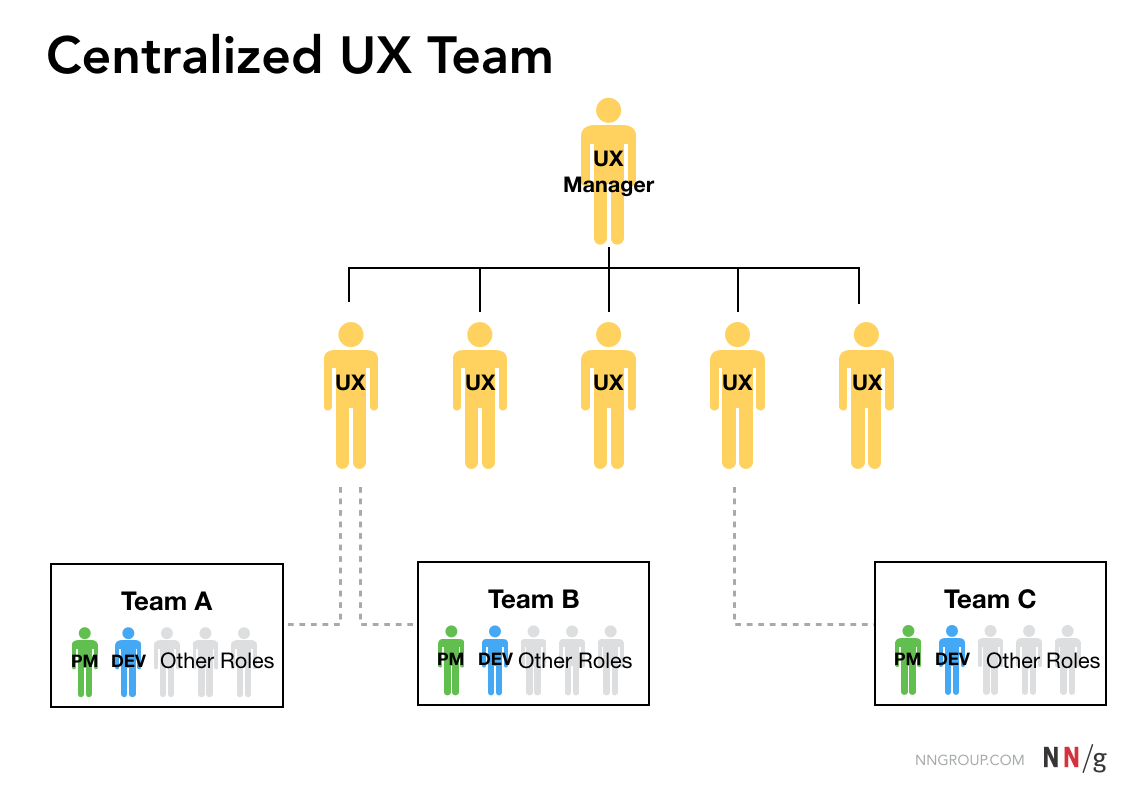 Centralized UX Team
UX
Manager
UX UX UX UX UX
Team A
PM DEV Other Roles
Team B
PM DEV Other Roles
Team C
PM DEV Other Roles
NNGROUP.COM NN/g